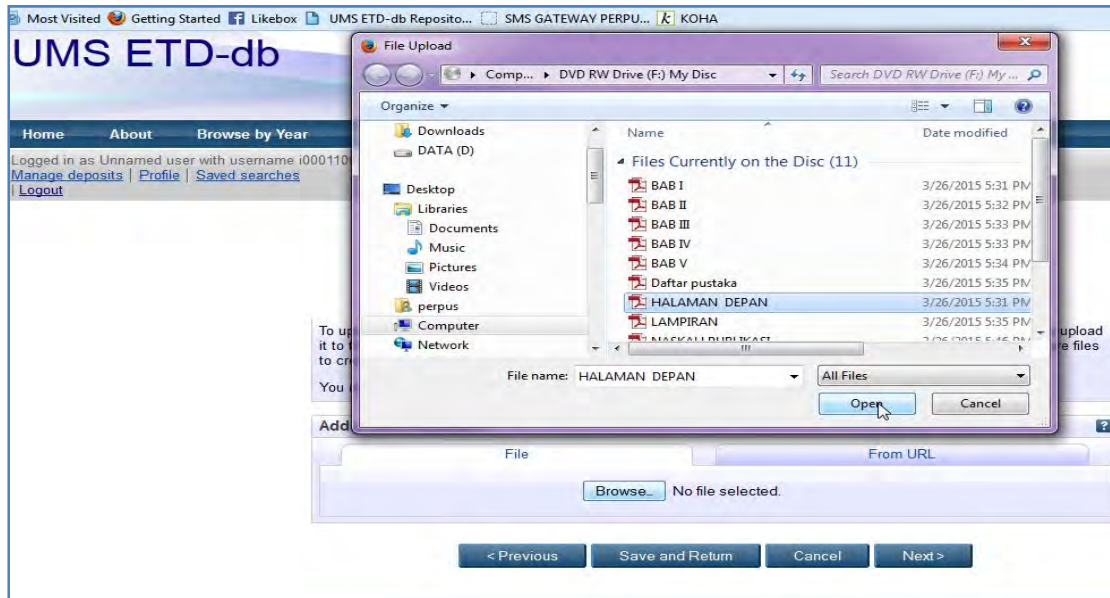 Most Visited Getting Started Likebox UMS ETD-db Reposito... SMS GATEWAY PERPU... KOHA
UMS ETD-db
Home About Browse by Year
Logged in as Unnamed user with username i000110
Manage deposits | Profile | Saved searches
| Logout
File Upload
Comp... DVD RW Drive (F:) My Disc
Search DVD RW Drive (F:) My ...
Organize
Downloads
DATA (D)
Desktop
Libraries
Documents
Music
Pictures
Videos
perpus
Computer
Network
Name Date modified
Files Currently on the Disc (11)
BAB I 3/26/2015 5:31 PM
BAB II 3/26/2015 5:32 PM
BAB III 3/26/2015 5:33 PM
BAB IV 3/26/2015 5:33 PM
BAB V 3/26/2015 5:34 PM
Daftar pustaka 3/26/2015 5:35 PM
HALAMAN DEPAN 3/26/2015 5:31 PM
LAMPIRAN 3/26/2015 5:35 PM
NASKAH PUBLIKASI
File name: HALAMAN DEPAN All Files
Open Cancel
To up
upload
it to
e files
to cr
You
Add
File From URL
Browse... No file selected.
< Previous Save and Return Cancel Next >